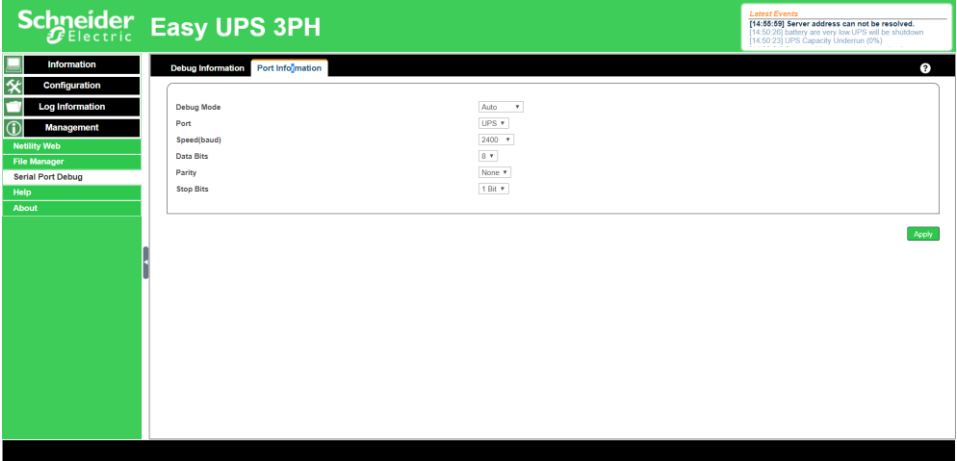 Schneider Electric
Easy UPS 3PH
Latest Events
[14:55:59] Server address can not be resolved.
[14:50:26] battery are very low UPS will be shutdown
[14:50:23] UPS Capacity Underrun (0%)
Information
Configuration
Log Information
Management
Netility Web
File Manager
Serial Port Debug
Help
About
Debug Information Port Information ?
Debug Mode Auto
Port UPS
Speed(baud) 2400
Data Bits 8
Parity None
Stop Bits 1 Bit
Apply